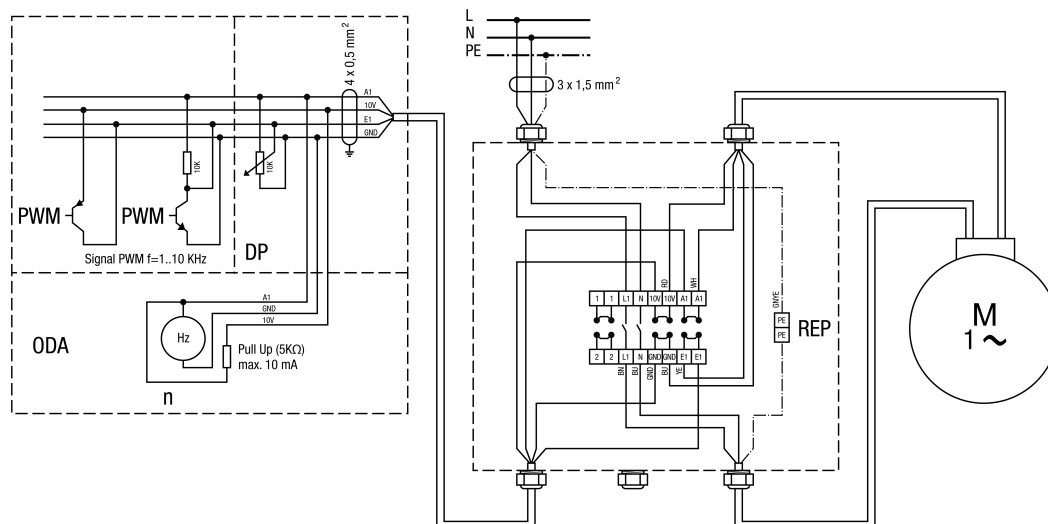 L
N
PE
3 x 1,5 mm²
4 x 0,5 mm²
A1
10V
E1
GND
10K
10K
PWM
PWM
DP
Signal PWM f=1..10 KHz
A1
GND
10V
ODA
Hz
Pull Up (5KΩ)
max. 10 mA
n
RD
WH
GNYE
1 1 L1 N 10V 10V A1 A1
PE
PE
REP
2 2 L1 N GND GND E1 E1
BN
BU
GND
BU
YE
M
1~